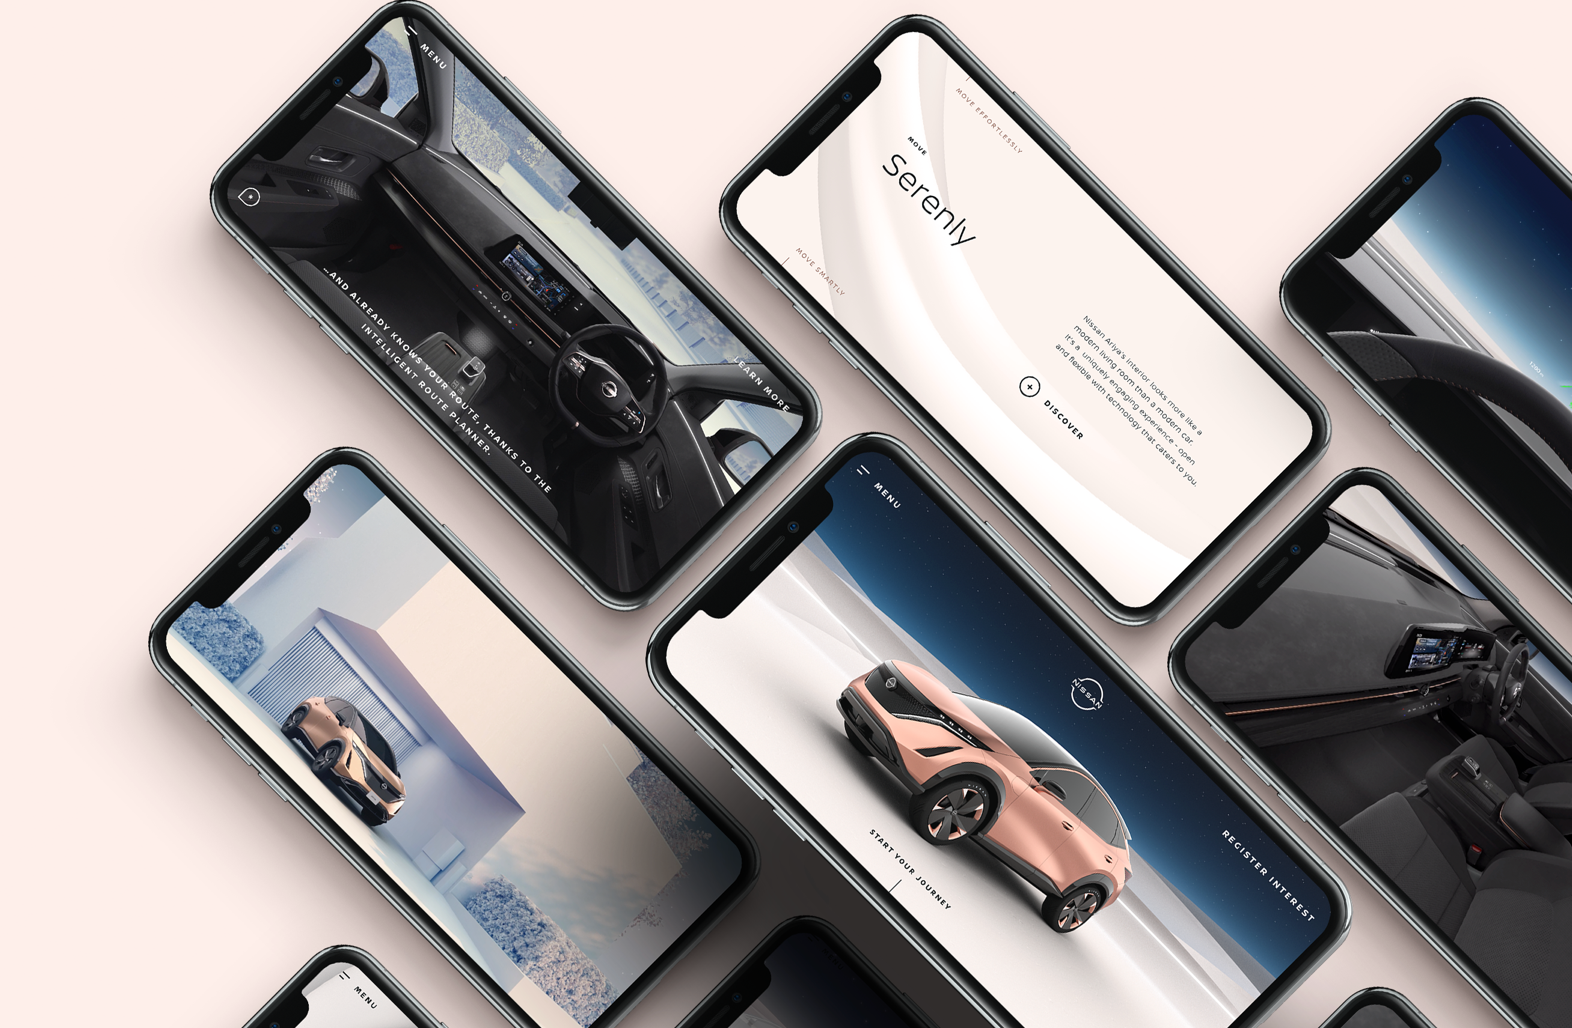 MENU
—AND ALREADY KNOWS YOUR ROUTE, THANKS TO THE
INTELLIGENT ROUTE PLANNER.
LEARN MORE
MOVE EFFORTLESSLY
MOVE
Serenly
MOVE SMARTLY
Nissan Ariya's interior looks more like a
modern living room than a modern car.
It's a uniquely engaging experience – open
and flexible with technology that caters to you.
DISCOVER
MENU
NISSAN
START YOUR JOURNEY
REGISTER INTEREST
MENU